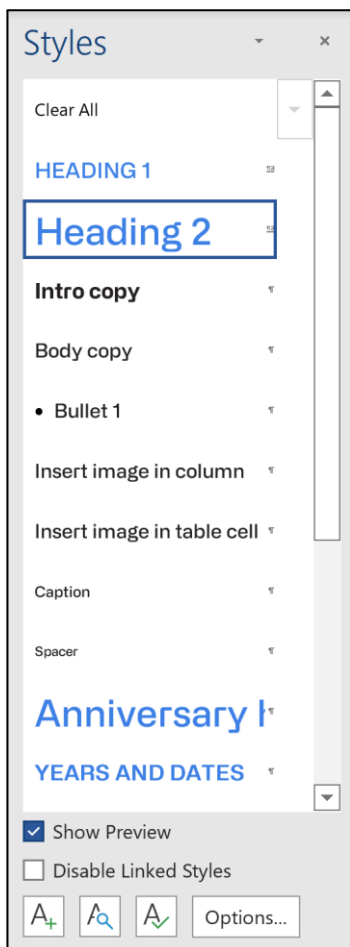 Styles
Clear All
HEADING 1
Heading 2
Intro copy
Body copy
• Bullet 1
Insert image in column
Insert image in table cell
Caption
Spacer
Anniversary
YEARS AND DATES
Show Preview
Disable Linked Styles
Options...